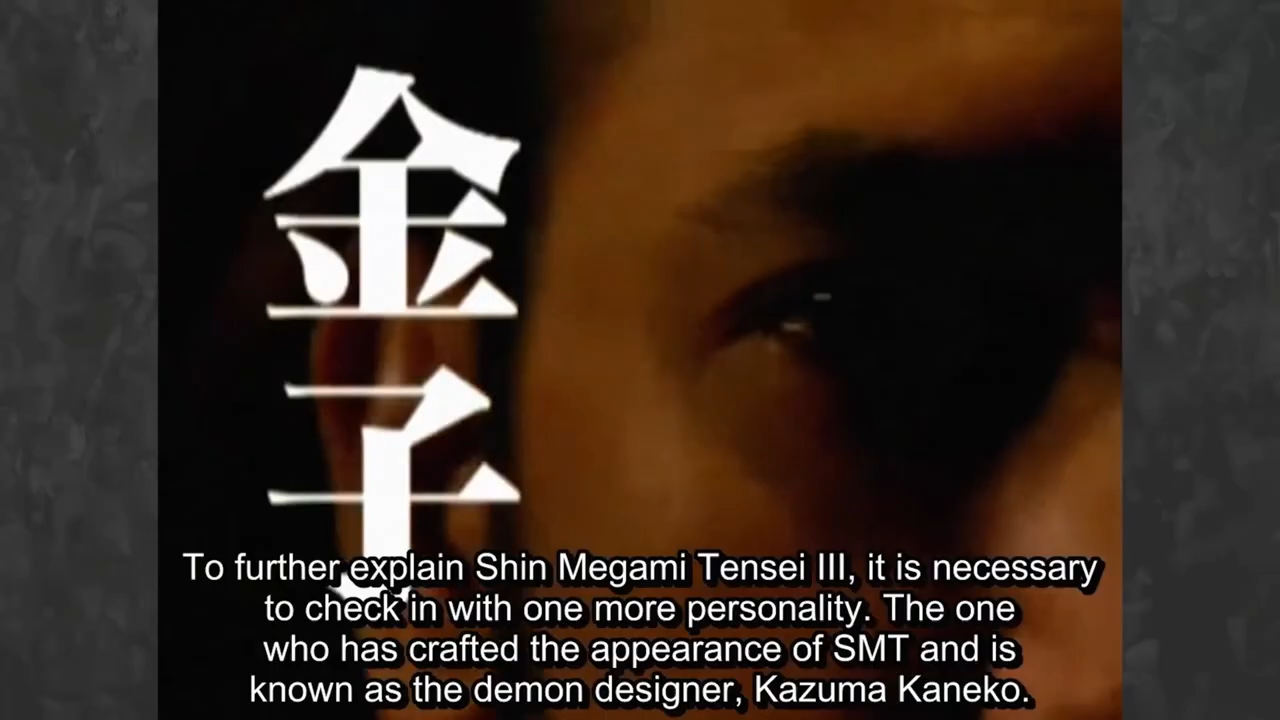 金子
To further explain Shin Megami Tensei III, it is necessary
to check in with one more personality. The one
who has crafted the appearance of SMT and is
known as the demon designer, Kazuma Kaneko.